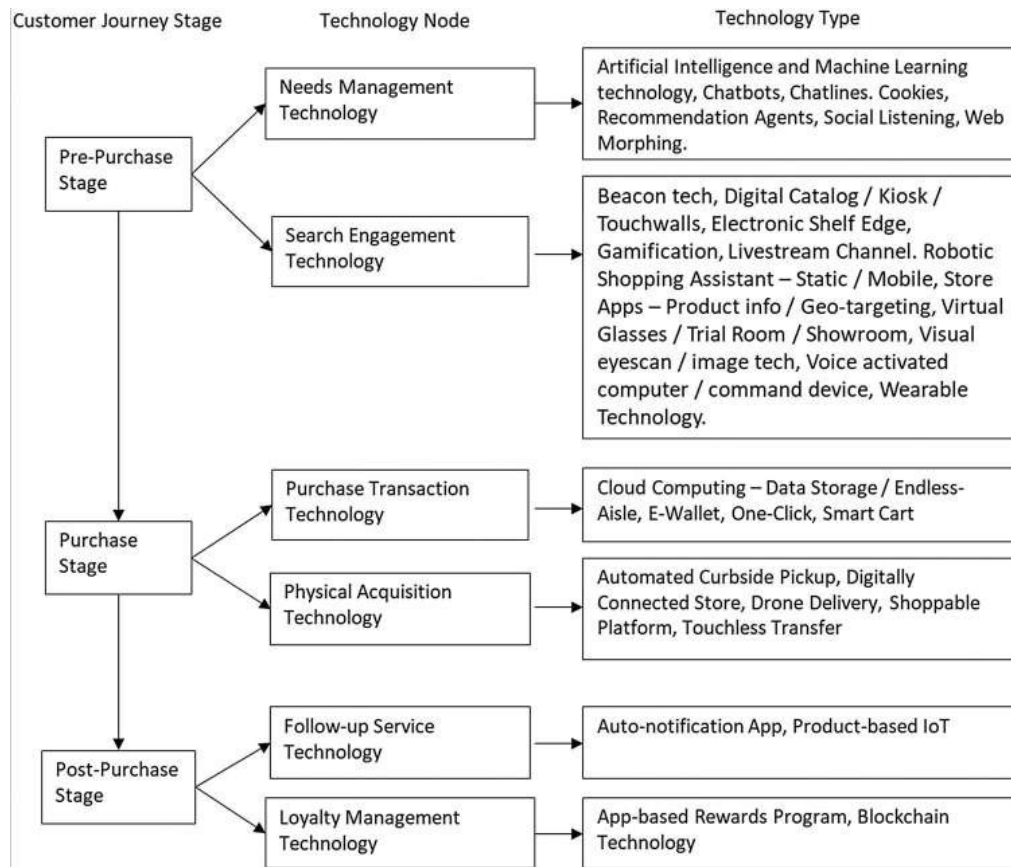 Customer Journey Stage
Technology Node
Technology Type
Pre-Purchase
Stage
Needs Management
Technology
Artificial Intelligence and Machine Learning
technology, Chatbots, Chatlines. Cookies,
Recommendation Agents, Social Listening, Web
Morphing.
Search Engagement
Technology
Beacon tech, Digital Catalog / Kiosk /
Touchwalls, Electronic Shelf Edge,
Gamification, Livestream Channel. Robotic
Shopping Assistant – Static / Mobile, Store
Apps – Product info / Geo-targeting, Virtual
Glasses / Trial Room / Showroom, Visual
eyescan / image tech, Voice activated
computer / command device, Wearable
Technology.
Purchase
Stage
Purchase Transaction
Technology
Cloud Computing – Data Storage / Endless-
Aisle, E-Wallet, One-Click, Smart Cart
Physical Acquisition
Technology
Automated Curbside Pickup, Digitally
Connected Store, Drone Delivery, Shoppable
Platform, Touchless Transfer
Post-Purchase
Stage
Follow-up Service
Technology
Auto-notification App, Product-based IoT
Loyalty Management
Technology
App-based Rewards Program, Blockchain
Technology